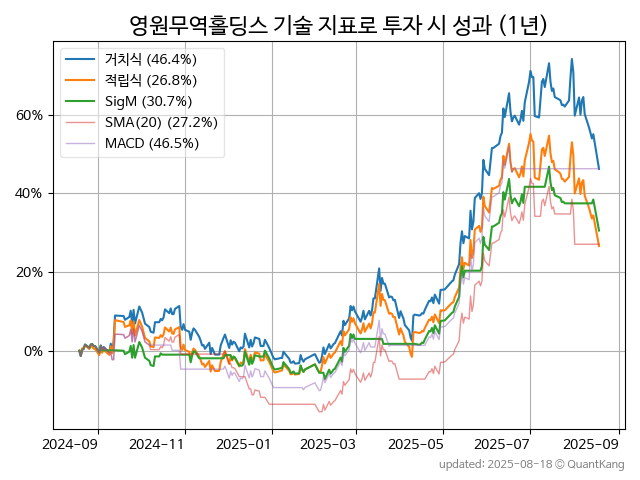 영원무역홀딩스 기술 지표로 투자 시 성과 (1년)
거치식 (46.4%)
적립식 (26.8%)
SigM (30.7%)
SMA(20) (27.2%)
MACD (46.5%)
60%
40%
20%
0%
2024-09 2024-11 2025-01 2025-03 2025-05 2025-07 2025-09
updated: 2025-08-18 © QuantKang